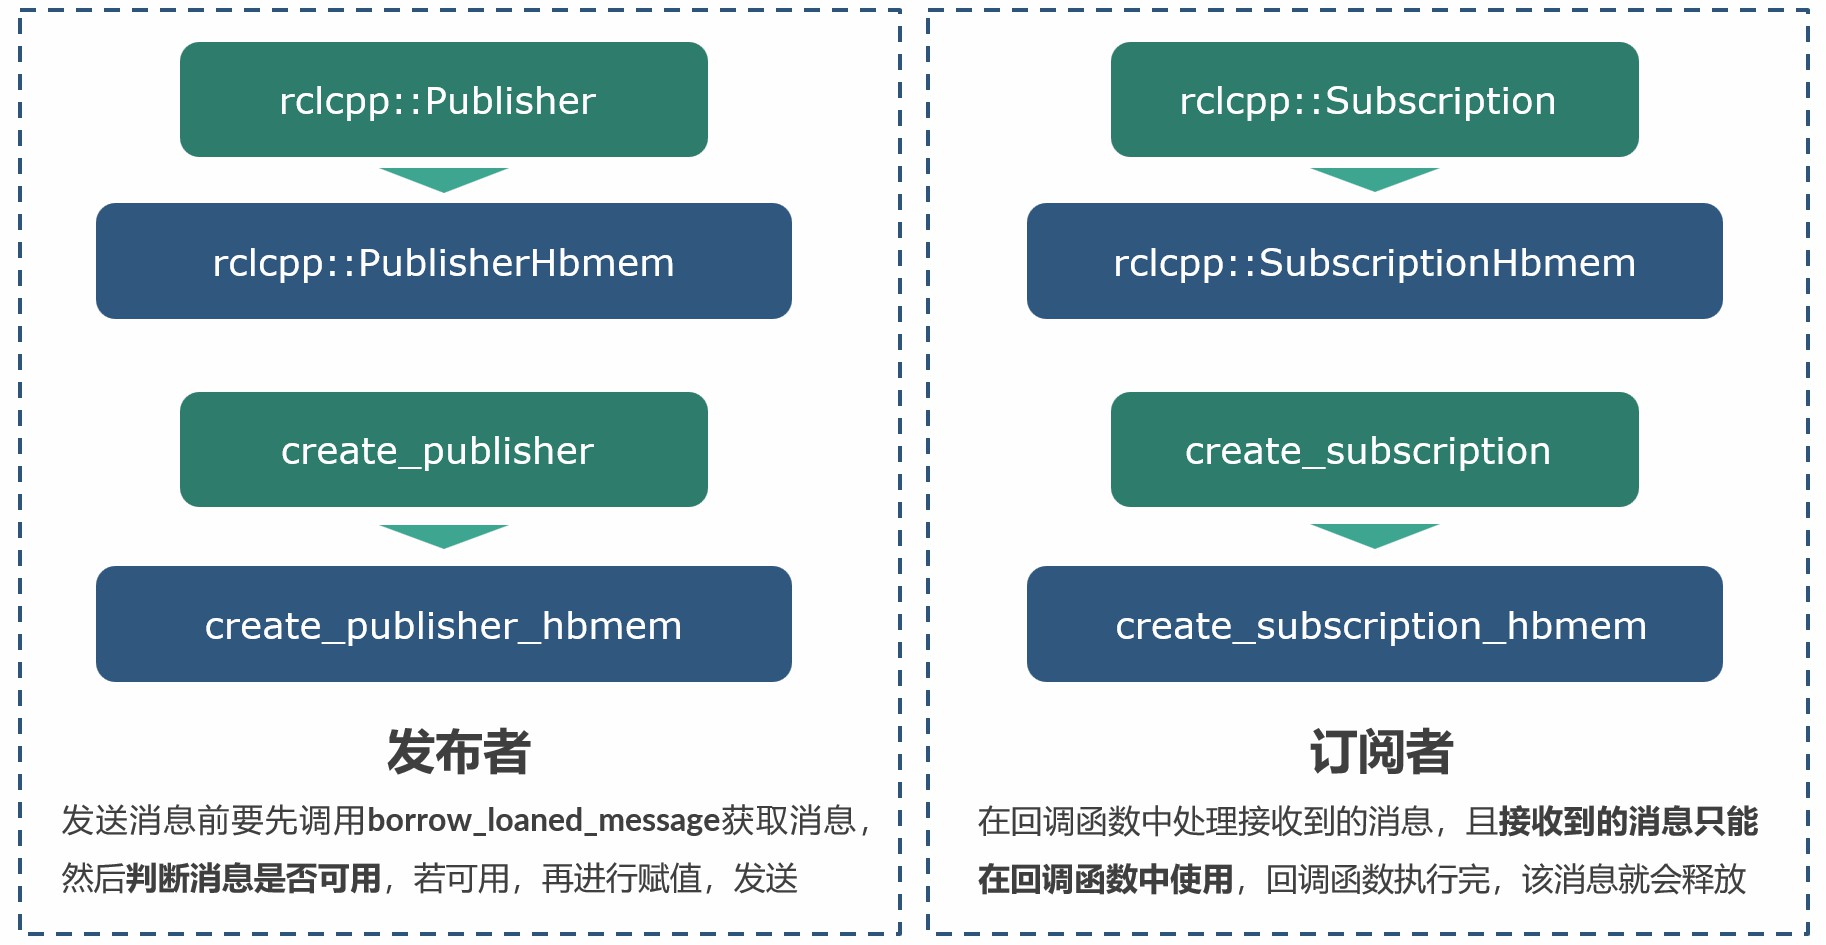 rclcpp::Publisher
rclcpp::PublisherHbmem
create_publisher
create_publisher_hbmem
发布者
发送消息前要先调用borrow_loaned_message获取消息，
然后判断消息是否可用，若可用，再进行赋值，发送
rclcpp::Subscription
rclcpp::SubscriptionHbmem
create_subscription
create_subscription_hbmem
订阅者
在回调函数中处理接收到的消息，且接收到的消息只能
在回调函数中使用，回调函数执行完，该消息就会释放